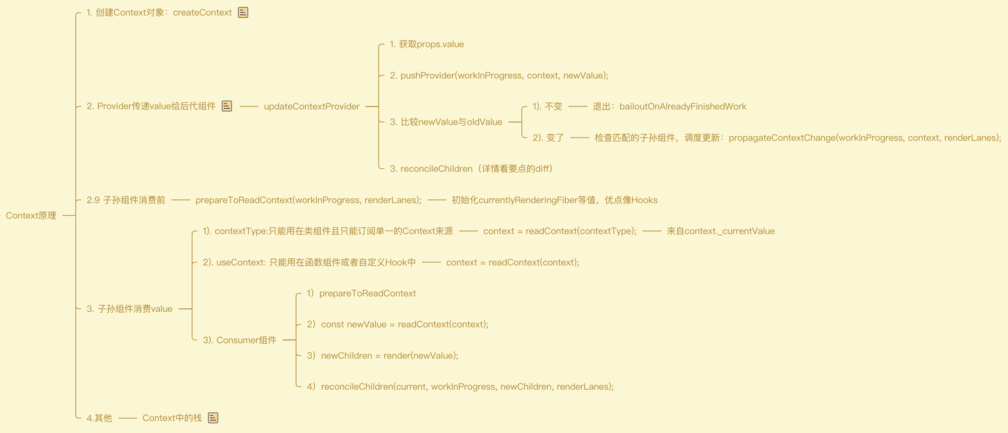 Context原理
1. 创建Context对象：createContext
2. Provider传递value给后代组件
updateContextProvider
1. 获取props.value
2. pushProvider(workInProgress, context, newValue);
3. 比较newValue与oldValue
1). 不变
退出：bailoutOnAlreadyFinishedWork
2). 变了
检查匹配的子孙组件，调度更新：propagateContextChange(workInProgress, context, renderLanes);
3. reconcileChildren（详情看要点的diff）
2.9 子孙组件消费前
prepareToReadContext(workInProgress, renderLanes);
初始化currentlyRenderingFiber等值，优点像Hooks
3. 子孙组件消费value
1). contextType:只能用在类组件且只能订阅单一的Context来源
context = readContext(contextType);
来自context._currentValue
2). useContext: 只能用在函数组件或者自定义Hook中
context = readContext(context);
3). Consumer组件
1）prepareToReadContext
2）const newValue = readContext(context);
3）newChildren = render(newValue);
4）reconcileChildren(current, workInProgress, newChildren, renderLanes);
4.其他
Context中的栈